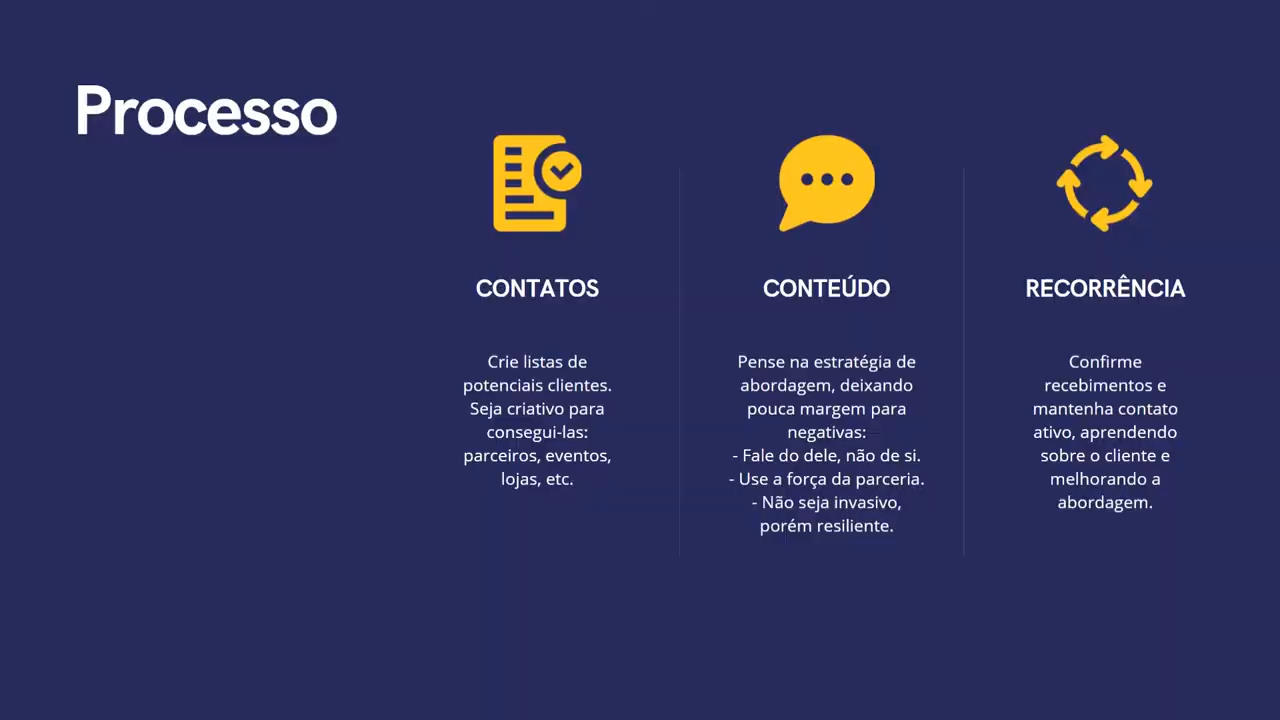 Processo
CONTATOS
Crie listas de
potenciais clientes.
Seja criativo para
consegui-las:
parceiros, eventos,
lojas, etc.
CONTEÚDO
Pense na estratégia de
abordagem, deixando
pouca margem para
negativas:
- Fale do dele, não de si.
- Use a força da parceria.
- Não seja invasivo,
porém resiliente.
RECORRÊNCIA
Confirme
recebimentos e
mantenha contato
ativo, aprendendo
sobre o cliente e
melhorando a
abordagem.